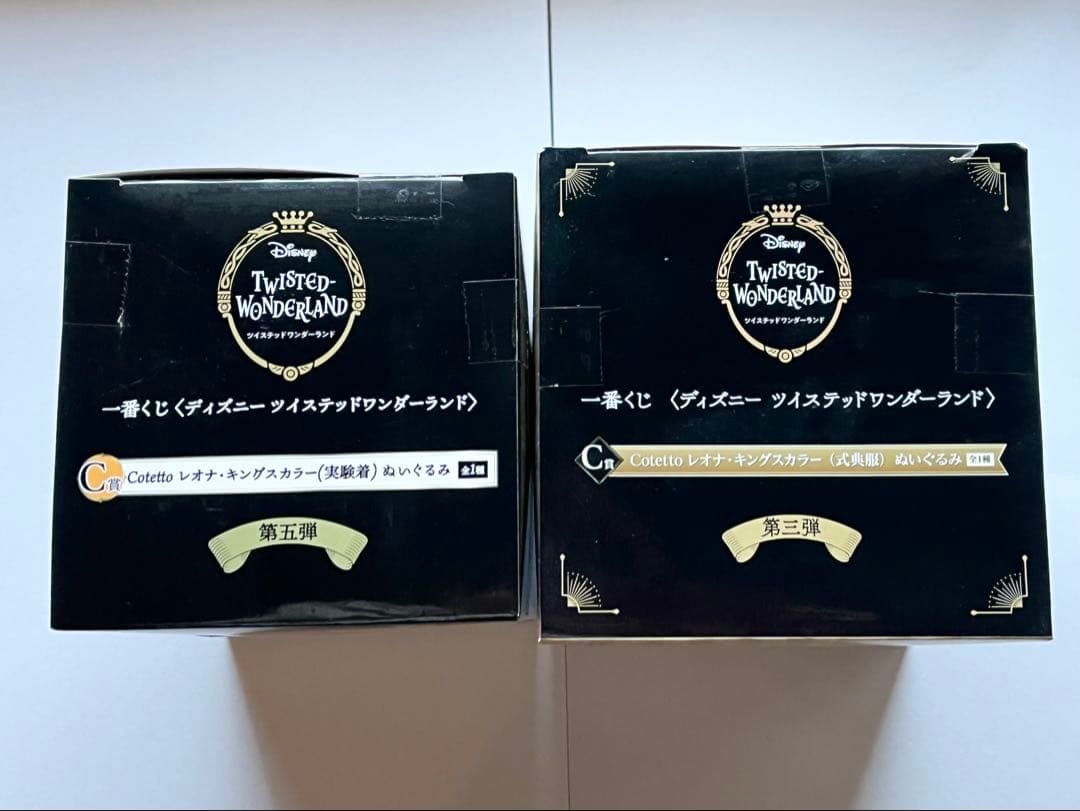 Disney
TWISTED-
WONDERLAND
ツイステッドワンダーランド
一番くじ〈ディズニー ツイステッドワンダーランド〉
C賞 Cotetto レオナ・キングスカラー(実験着) ぬいぐるみ 全1種
第五弾
Disney
TWISTED-
WONDERLAND
ツイステッドワンダーランド
一番くじ 〈ディズニー ツイステッドワンダーランド〉
C賞 Cotetto レオナ・キングスカラー（式典服）ぬいぐるみ 全1種
第三弾